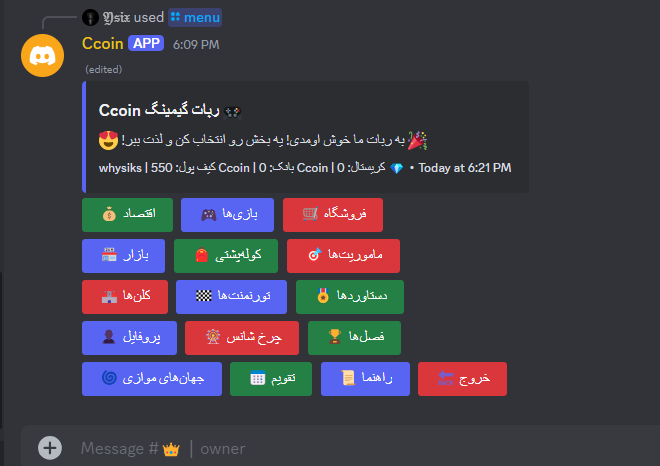 𝖄𝖘𝖎𝖝 used menu
Ccoin APP 6:09 PM
(edited)
ربات گیمینگ Ccoin
به ربات ما خوش اومدی! یه بخش رو انتخاب کن و لذت ببر!
whysiks | کیف پول: 550 Ccoin | بانک: 0 Ccoin | کریستال: 0 💎 • Today at 6:21 PM
اقتصاد بازی‌ها فروشگاه
بازار کوله‌پشتی ماموریت‌ها
کلن‌ها تورنمنت‌ها دستاوردها
پروفایل چرخ شانس فصل‌ها
جهان‌های موازی تقویم راهنما خروج
Message #👑 | owner